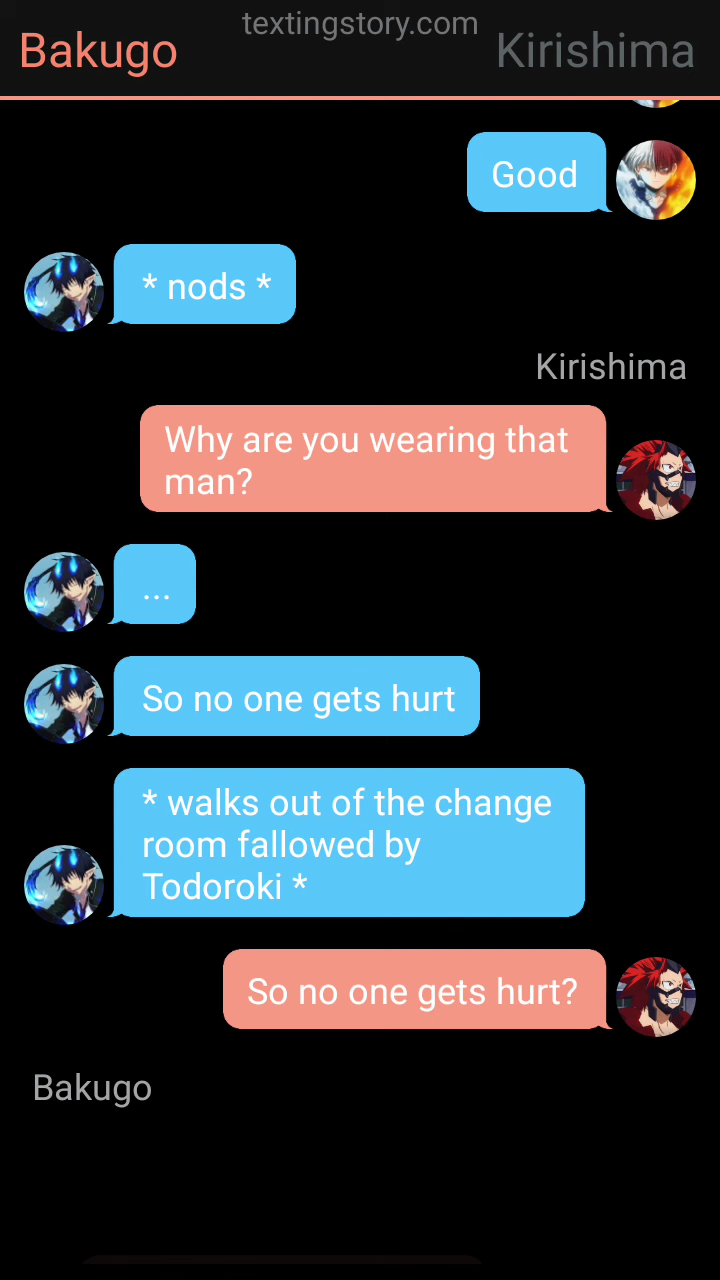 textingstory.com
Bakugo
Kirishima
Good
* nods *
Kirishima
Why are you wearing that
man?
...
So no one gets hurt
* walks out of the change
room fallowed by
Todoroki *
So no one gets hurt?
Bakugo